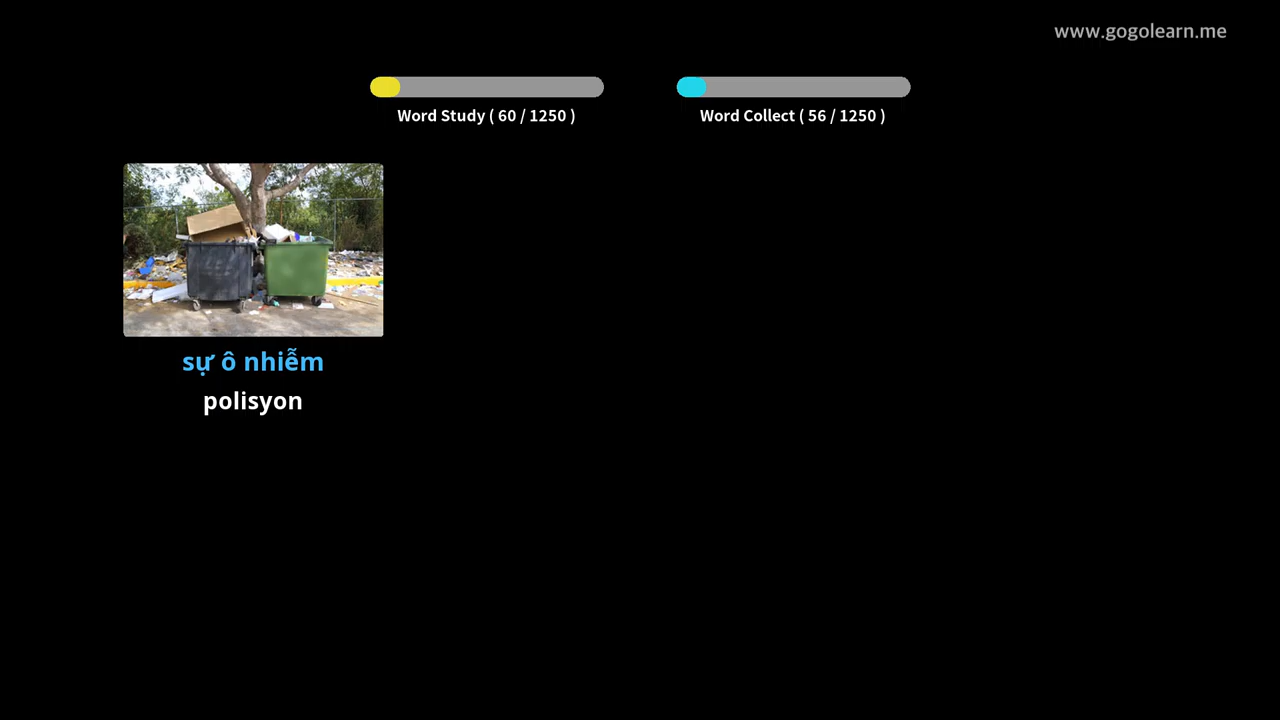 www.gogolearn.me
Word Study ( 60 / 1250 )
Word Collect ( 56 / 1250 )
sự ô nhiễm
polisyon